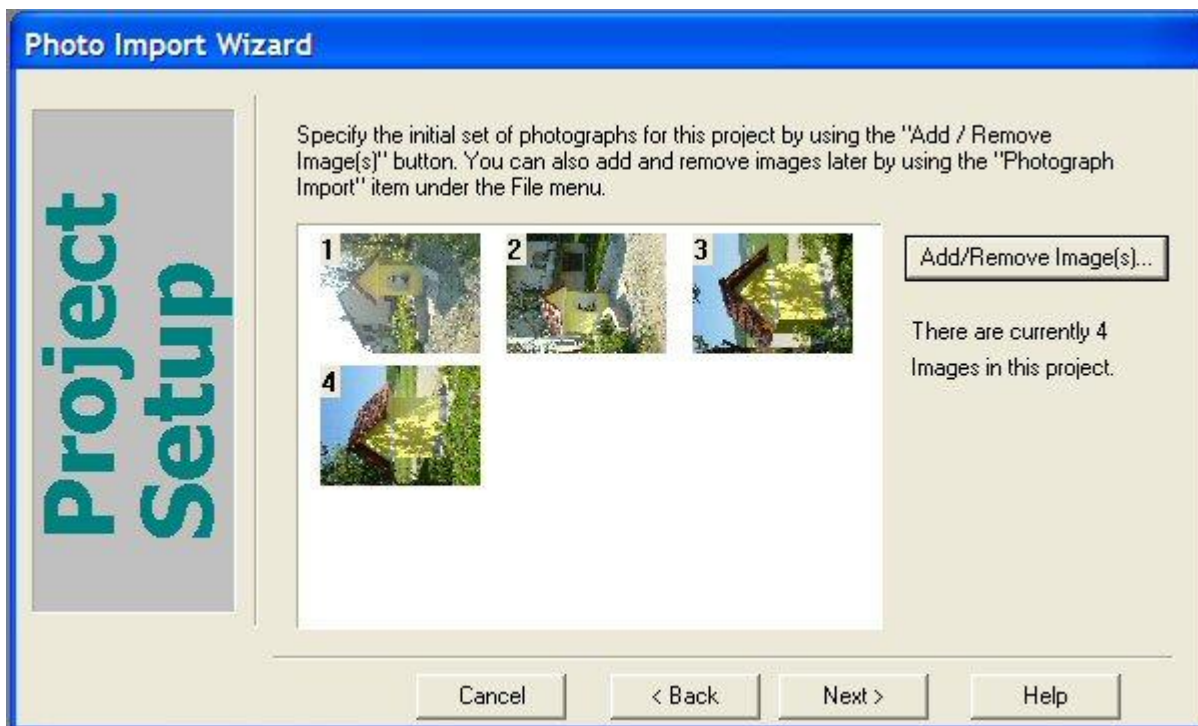 Photo Import Wizard
Project
Setup
Specify the initial set of photographs for this project by using the "Add / Remove
Image(s)" button. You can also add and remove images later by using the "Photograph
Import" item under the File menu.
1
2
3
4
Add/Remove Image(s)...
There are currently 4
Images in this project.
Cancel
< Back
Next >
Help